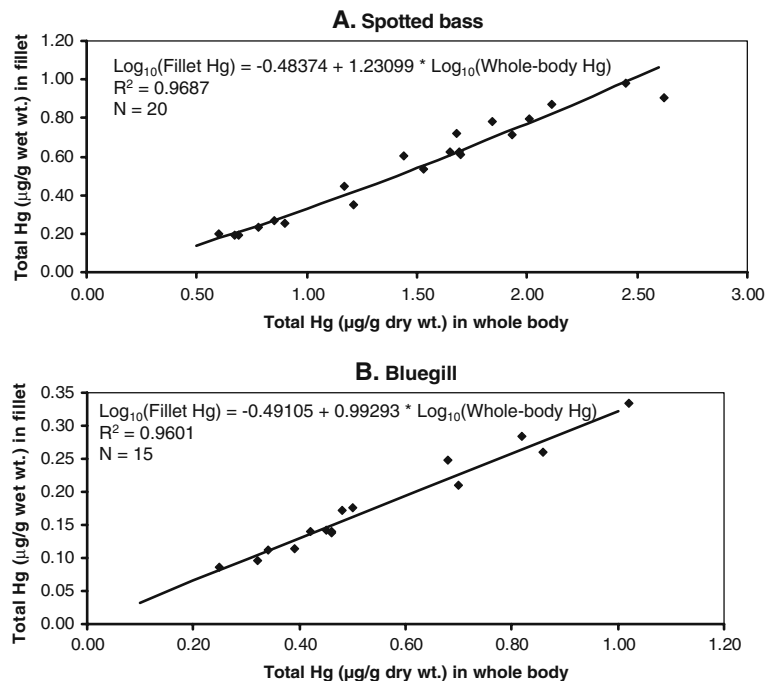 A. Spotted bass
Total Hg (µg/g wet wt.) in fillet
1.20
1.00
0.80
0.60
0.40
0.20
0.00
Log10(Fillet Hg) = -0.48374 + 1.23099 * Log10(Whole-body Hg)
R2 = 0.9687
N = 20
0.00 0.50 1.00 1.50 2.00 2.50 3.00
Total Hg (µg/g dry wt.) in whole body
B. Bluegill
Total Hg (µg/g wet wt.) in fillet
0.35
0.30
0.25
0.20
0.15
0.10
0.05
0.00
Log10(Fillet Hg) = -0.49105 + 0.99293 * Log10(Whole-body Hg)
R2 = 0.9601
N = 15
0.00 0.20 0.40 0.60 0.80 1.00 1.20
Total Hg (µg/g dry wt.) in whole body